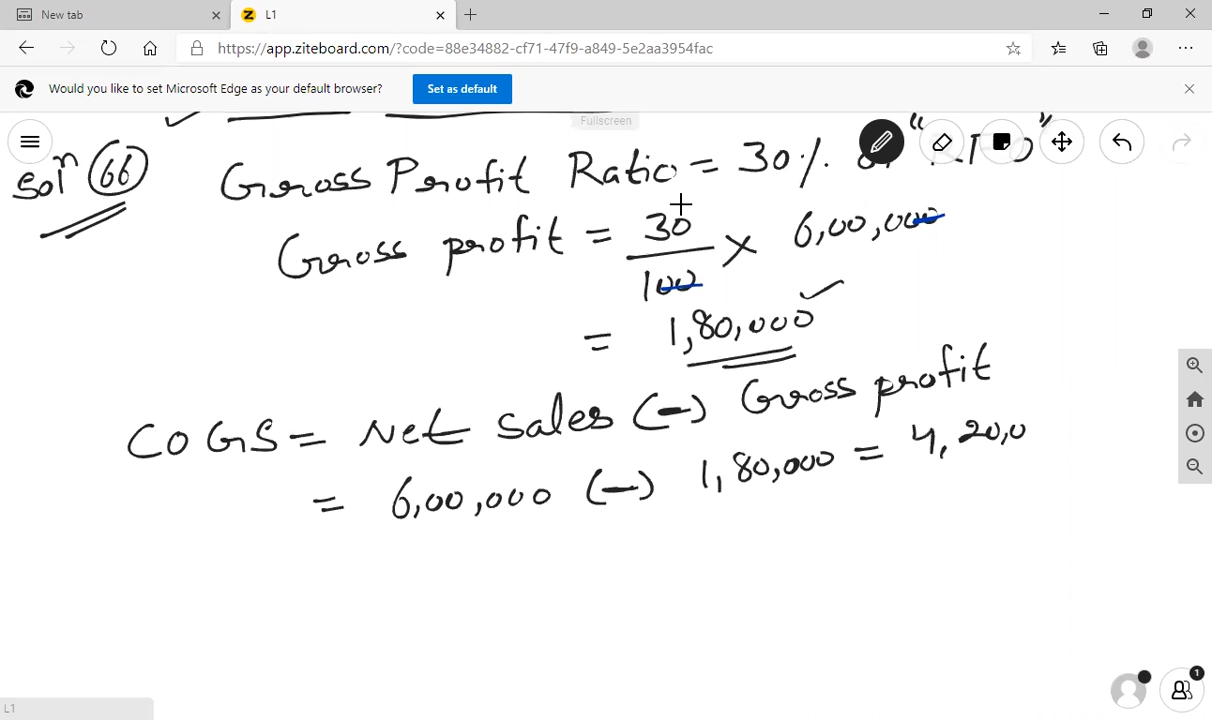 New tab
L1
https://app.ziteboard.com/?code=88e34882-cf71-47f9-a849-5e2aa3954fac
Would you like to set Microsoft Edge as your default browser?
Set as default
Fullscreen
Solⁿ 66 Gross Profit Ratio = 30%
Gross profit = 30/100 × 6,00,000
= 1,80,000
COGS = Net Sales (-) Gross profit
= 6,00,000 (-) 1,80,000 = 4,20,0
1
L1